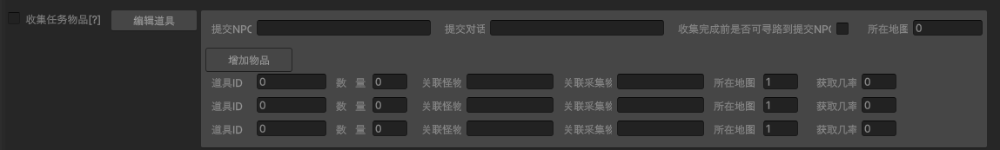 收集任务物品[?] 编辑道具 提交NPC 提交对话 收集完成前是否可寻路到提交NPC 所在地图 0
增加物品
道具ID 0 数 量 0 关联怪物 关联采集物 所在地图 1 获取几率 0
道具ID 0 数 量 0 关联怪物 关联采集物 所在地图 1 获取几率 0
道具ID 0 数 量 0 关联怪物 关联采集物 所在地图 1 获取几率 0